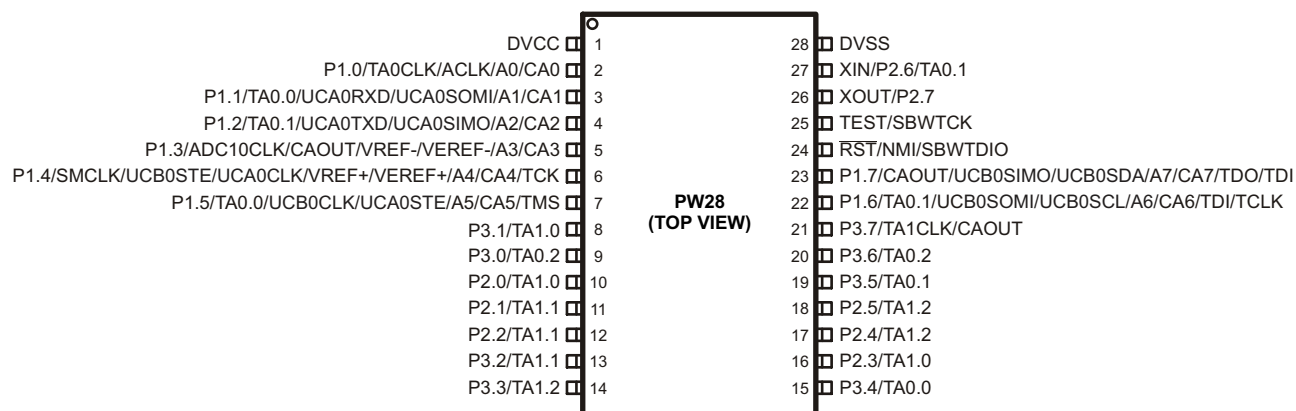 DVCC 1 28 DVSS
P1.0/TA0CLK/ACLK/A0/CA0 2 27 XIN/P2.6/TA0.1
P1.1/TA0.0/UCA0RXD/UCA0SOMI/A1/CA1 3 26 XOUT/P2.7
P1.2/TA0.1/UCA0TXD/UCA0SIMO/A2/CA2 4 25 TEST/SBWTCK
P1.3/ADC10CLK/CAOUT/VREF-/VEREF-/A3/CA3 5 24 RST/NMI/SBWTDIO
P1.4/SMCLK/UCB0STE/UCA0CLK/VREF+/VEREF+/A4/CA4/TCK 6 23 P1.7/CAOUT/UCB0SIMO/UCB0SDA/A7/CA7/TDO/TDI
P1.5/TA0.0/UCB0CLK/UCA0STE/A5/CA5/TMS 7 PW28 22 P1.6/TA0.1/UCB0SOMI/UCB0SCL/A6/CA6/TDI/TCLK
P3.1/TA1.0 8 (TOP VIEW) 21 P3.7/TA1CLK/CAOUT
P3.0/TA0.2 9 20 P3.6/TA0.2
P2.0/TA1.0 10 19 P3.5/TA0.1
P2.1/TA1.1 11 18 P2.5/TA1.2
P2.2/TA1.1 12 17 P2.4/TA1.2
P3.2/TA1.1 13 16 P2.3/TA1.0
P3.3/TA1.2 14 15 P3.4/TA0.0